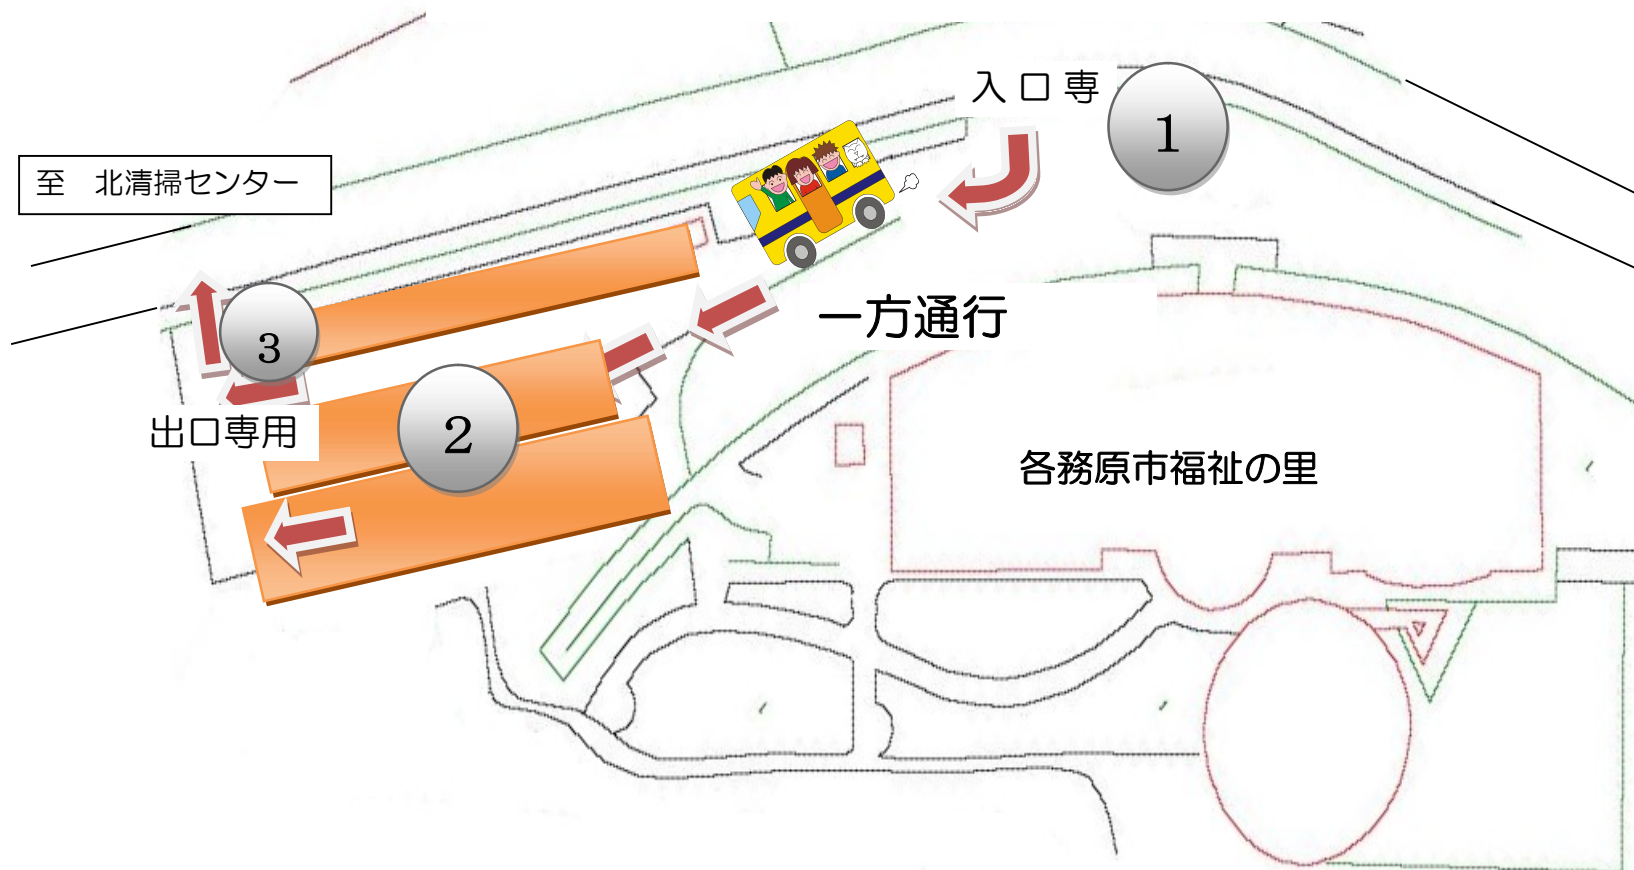 入口専
1
至　北清掃センター
一方通行
3
2
出口専用
各務原市福祉の里